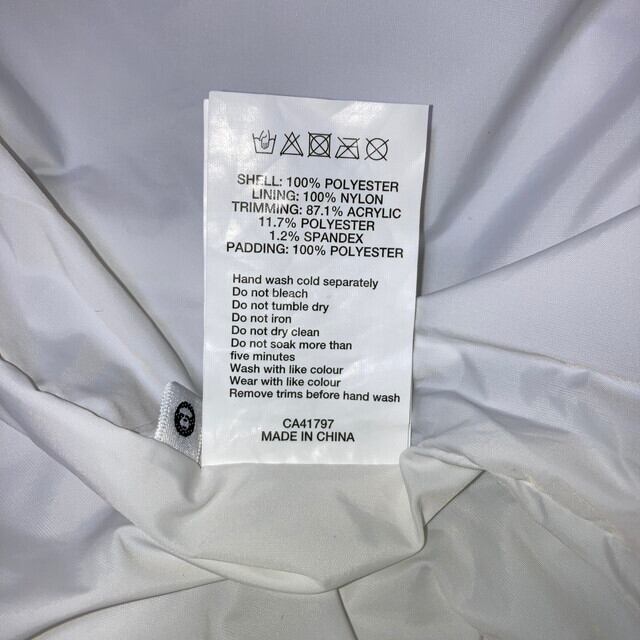 SHELL: 100% POLYESTER
LINING: 100% NYLON
TRIMMING: 87.1% ACRYLIC
11.7% POLYESTER
1.2% SPANDEX
PADDING: 100% POLYESTER
Hand wash cold separately
Do not bleach
Do not tumble dry
Do not iron
Do not dry clean
Do not soak more than
five minutes
Wash with like colour
Wear with like colour
Remove trims before hand wash
CA41797
MADE IN CHINA